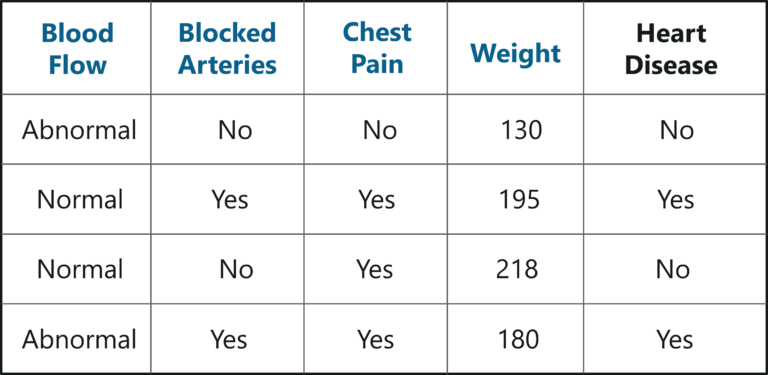 Blood Flow Blocked Arteries Chest Pain Weight Heart Disease
Abnormal No No 130 No
Normal Yes Yes 195 Yes
Normal No Yes 218 No
Abnormal Yes Yes 180 Yes